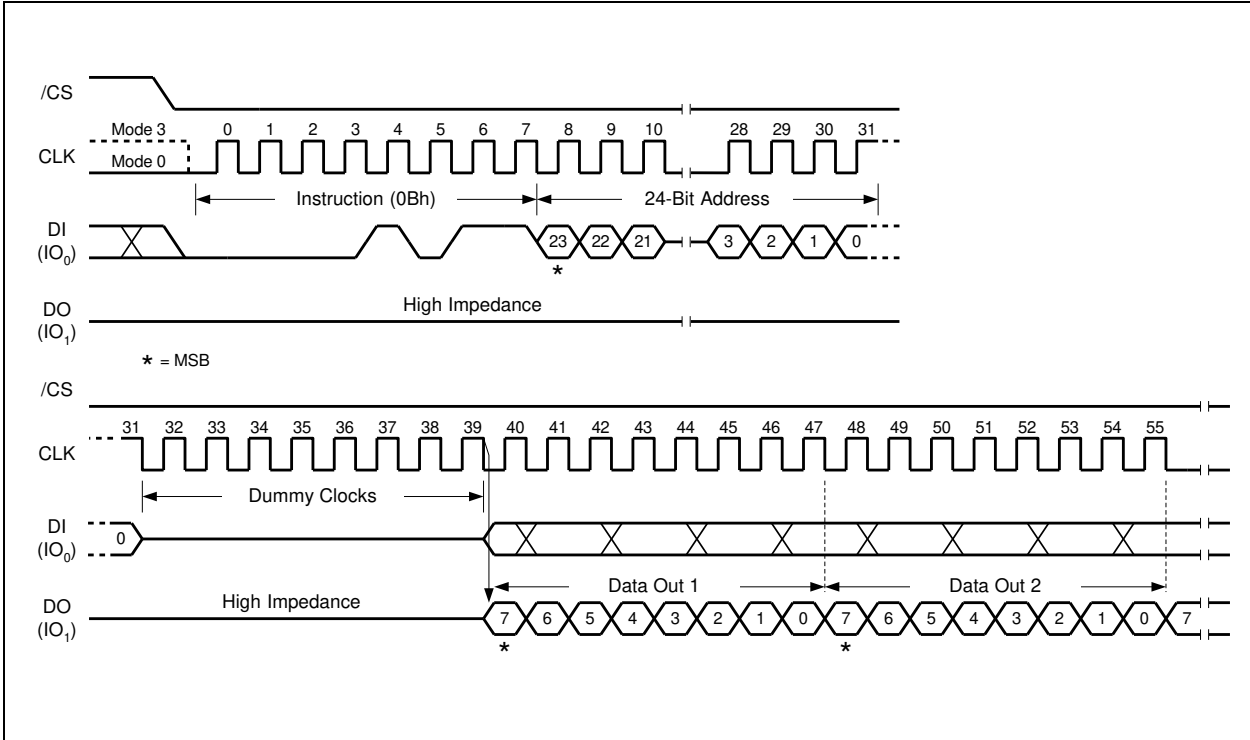 /CS
Mode 3
0 1 2 3 4 5 6 7 8 9 10 28 29 30 31
CLK
Mode 0
Instruction (0Bh)
24-Bit Address
DI
(IO0)
23 22 21 3 2 1 0
*
High Impedance
DO
(IO1)
* = MSB
/CS
31 32 33 34 35 36 37 38 39 40 41 42 43 44 45 46 47 48 49 50 51 52 53 54 55
CLK
Dummy Clocks
DI
(IO0)
0
Data Out 1
Data Out 2
High Impedance
DO
(IO1)
7 6 5 4 3 2 1 0 7 6 5 4 3 2 1 0 7
* *